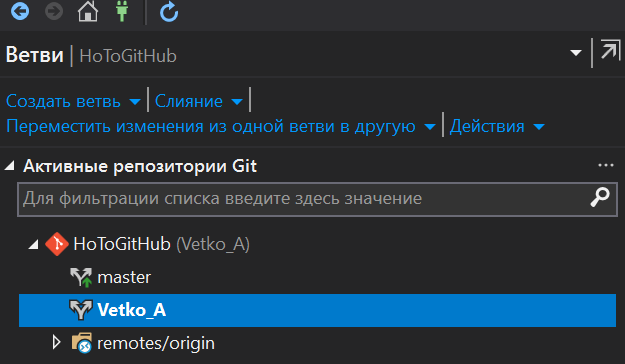 Ветви | HoToGitHub
Создать ветвь | Слияние |
Переместить изменения из одной ветви в другую | Действия
Активные репозитории Git ...
Для фильтрации списка введите здесь значение
HoToGitHub (Vetko_A)
master
Vetko_A
remotes/origin